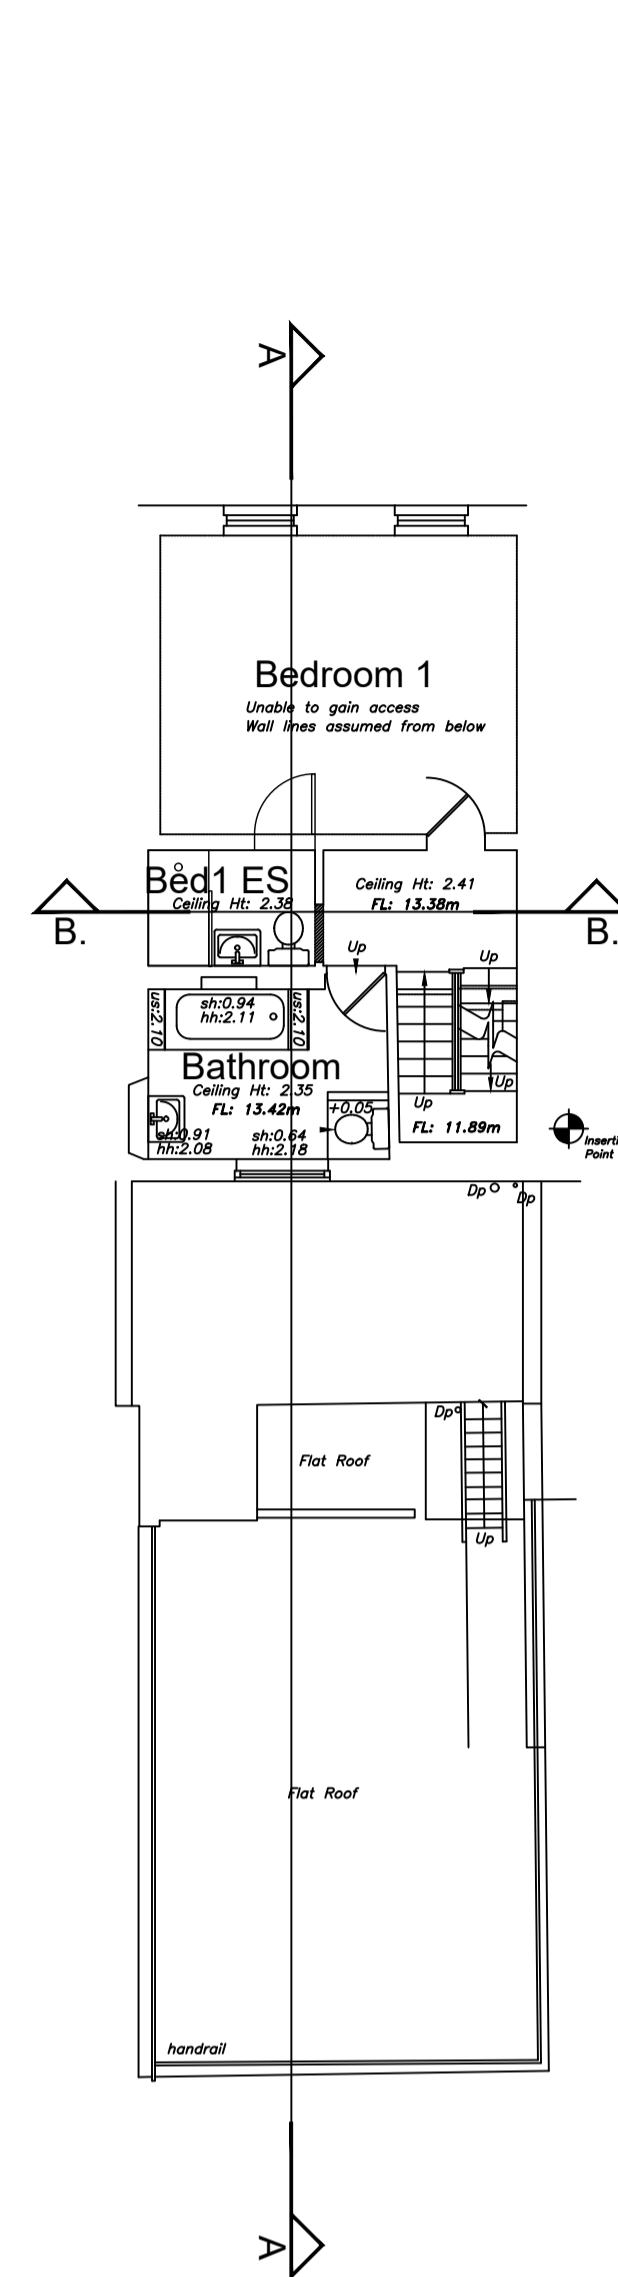 A
Bedroom 1
Unable to gain access
Wall lines assumed from below
Bed1 ES
Ceiling Ht: 2.38
Ceiling Ht: 2.41
FL: 13.38m
B.
B.
Up
Up
sh:0.94
hh:2.11
us:2.10
us:2.10
Bathroom
Ceiling Ht: 2.35
FL: 13.42m
Up
Up
+0.05
sh:0.91
hh:2.08
sh:0.64
hh:2.18
FL: 11.89m
Inserti
Point
Dp
Dp
Dp
Flat Roof
Up
Flat Roof
handrail
A